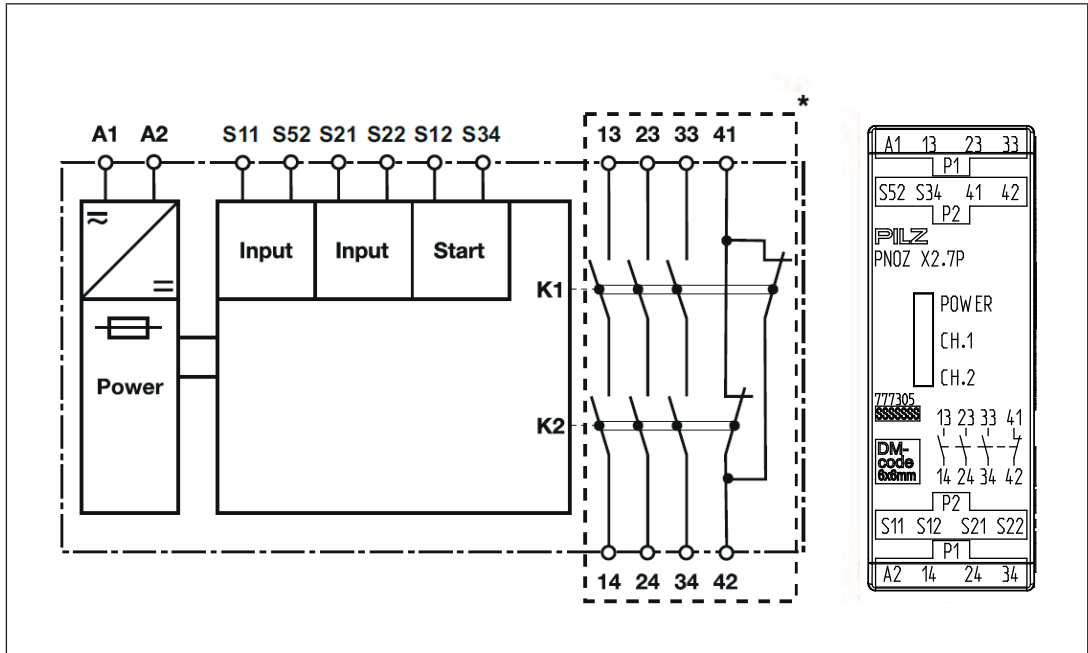 *
A1 A2 S11 S52 S21 S22 S12 S34 13 23 33 41
Input Input Start
K1
Power
K2
14 24 34 42
A1 13 23 33
P1
S52 S34 41 42
P2
PILZ
PNOZ X2.7P
POWER
CH.1
CH.2
777305
$$$$$$$
13 23 33 41
DM-
code
6x6mm
14 24 34 42
P2
S11 S12 S21 S22
P1
A2 14 24 34